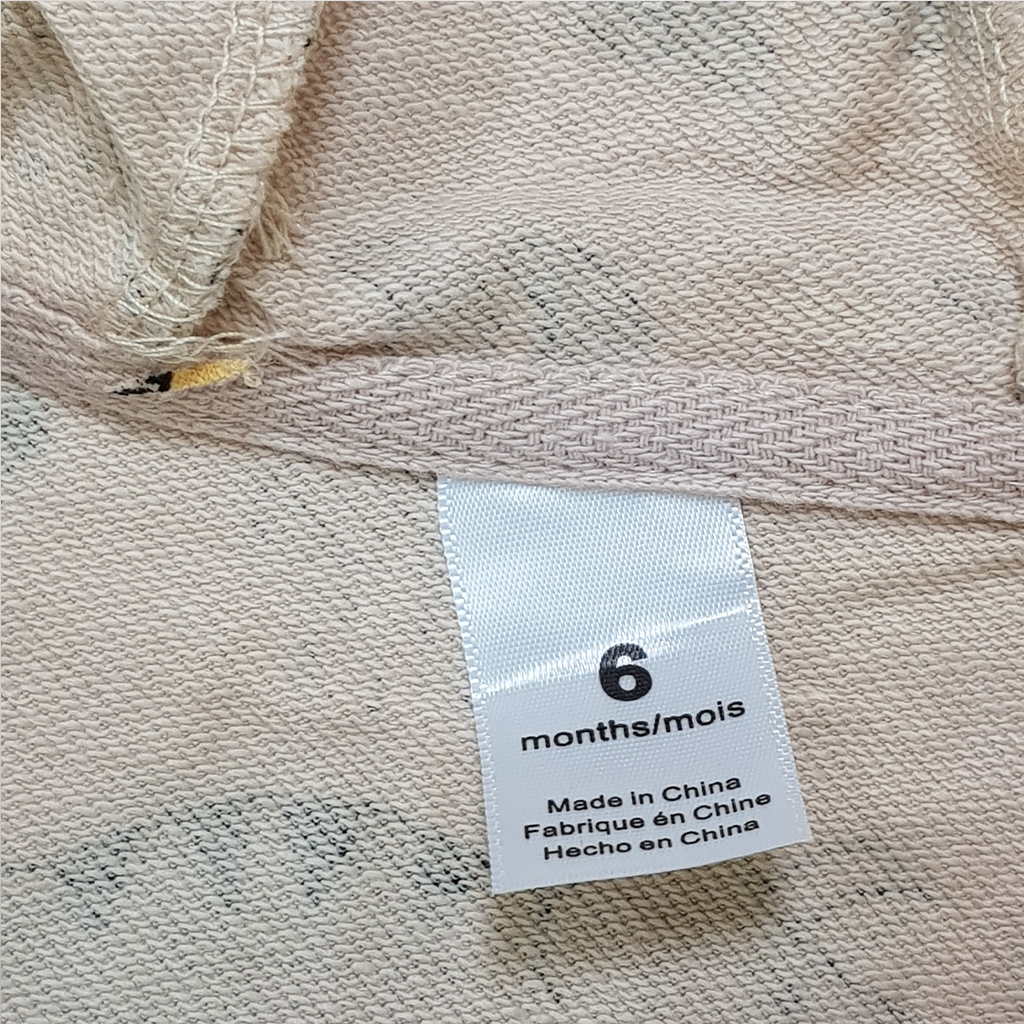 6
months/mois
Made in China
Fabrique én Chine
Hecho en China